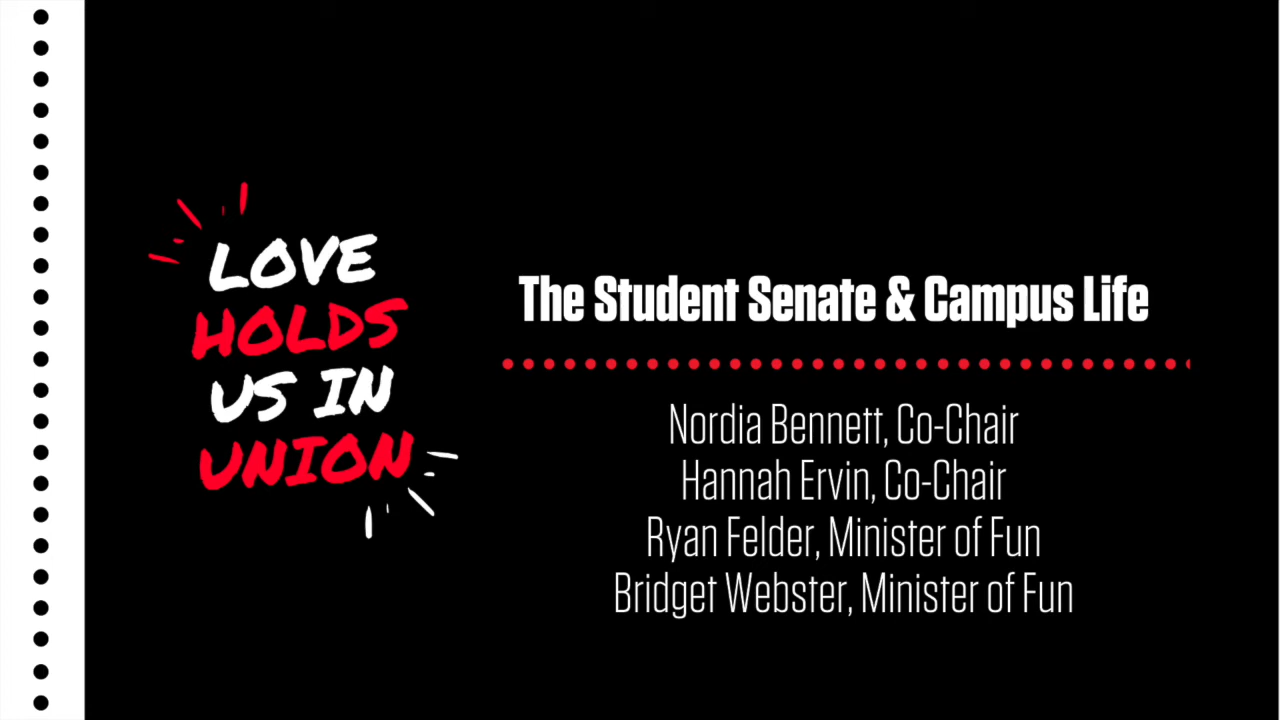 LOVE
HOLDS
US IN
UNION
The Student Senate & Campus Life
Nordia Bennett, Co-Chair
Hannah Ervin, Co-Chair
Ryan Felder, Minister of Fun
Bridget Webster, Minister of Fun